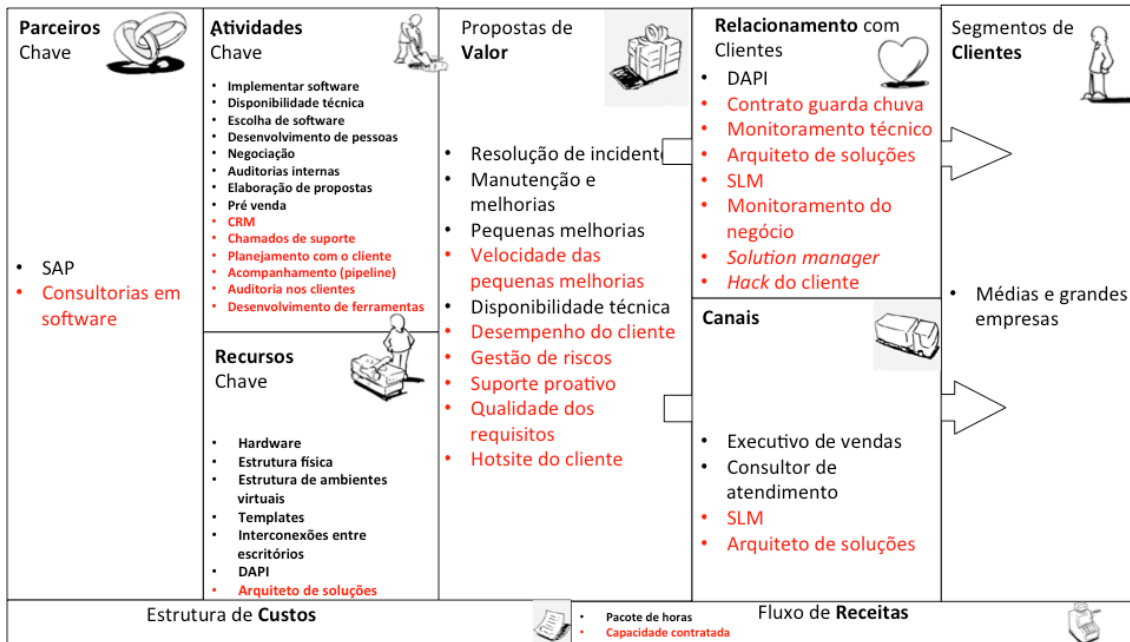 Parceiros
Chave
SAP
Consultorias em
software
Atividades
Chave
Implementar software
Disponibilidade técnica
Escolha de software
Desenvolvimento de pessoas
Negociação
Auditorias internas
Elaboração de propostas
Pré venda
CRM
Chamados de suporte
Planejamento com o cliente
Acompanhamento (pipeline)
Auditoria nos clientes
Desenvolvimento de ferramentas
Recursos
Chave
Hardware
Estrutura física
Estrutura de ambientes
virtuais
Templates
Interconexões entre
escritórios
DAPI
Arquiteto de soluções
Propostas de
Valor
Resolução de incident
Manutenção e
melhorias
Pequenas melhorias
Velocidade das
pequenas melhorias
Disponibilidade técnica
Desempenho do cliente
Gestão de riscos
Suporte proativo
Qualidade dos
requisitos
Hotsite do cliente
Relacionamento com
Clientes
DAPI
Contrato guarda chuva
Monitoramento técnico
Arquiteto de soluções
SLM
Monitoramento do
negócio
Solution manager
Hack do cliente
Canais
Executivo de vendas
Consultor de
atendimento
SLM
Arquiteto de soluções
Segmentos de
Clientes
Médias e grandes
empresas
Estrutura de Custos
Fluxo de Receitas
Pacote de horas
Capacidade contratada